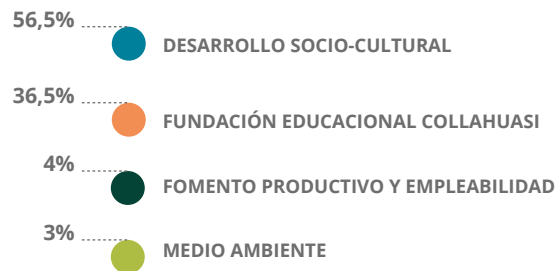 56,5%
DESARROLLO SOCIO-CULTURAL
36,5%
FUNDACIÓN EDUCACIONAL COLLAHUASI
4%
FOMENTO PRODUCTIVO Y EMPLEABILIDAD
3%
MEDIO AMBIENTE